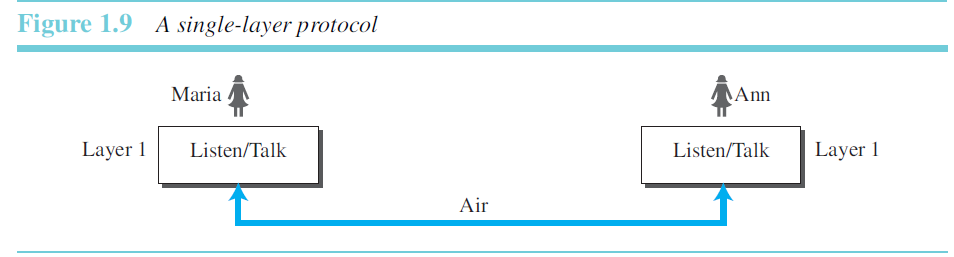 Figure 1.9 A single-layer protocol
Maria Ann
Layer 1 Listen/Talk Listen/Talk Layer 1
Air